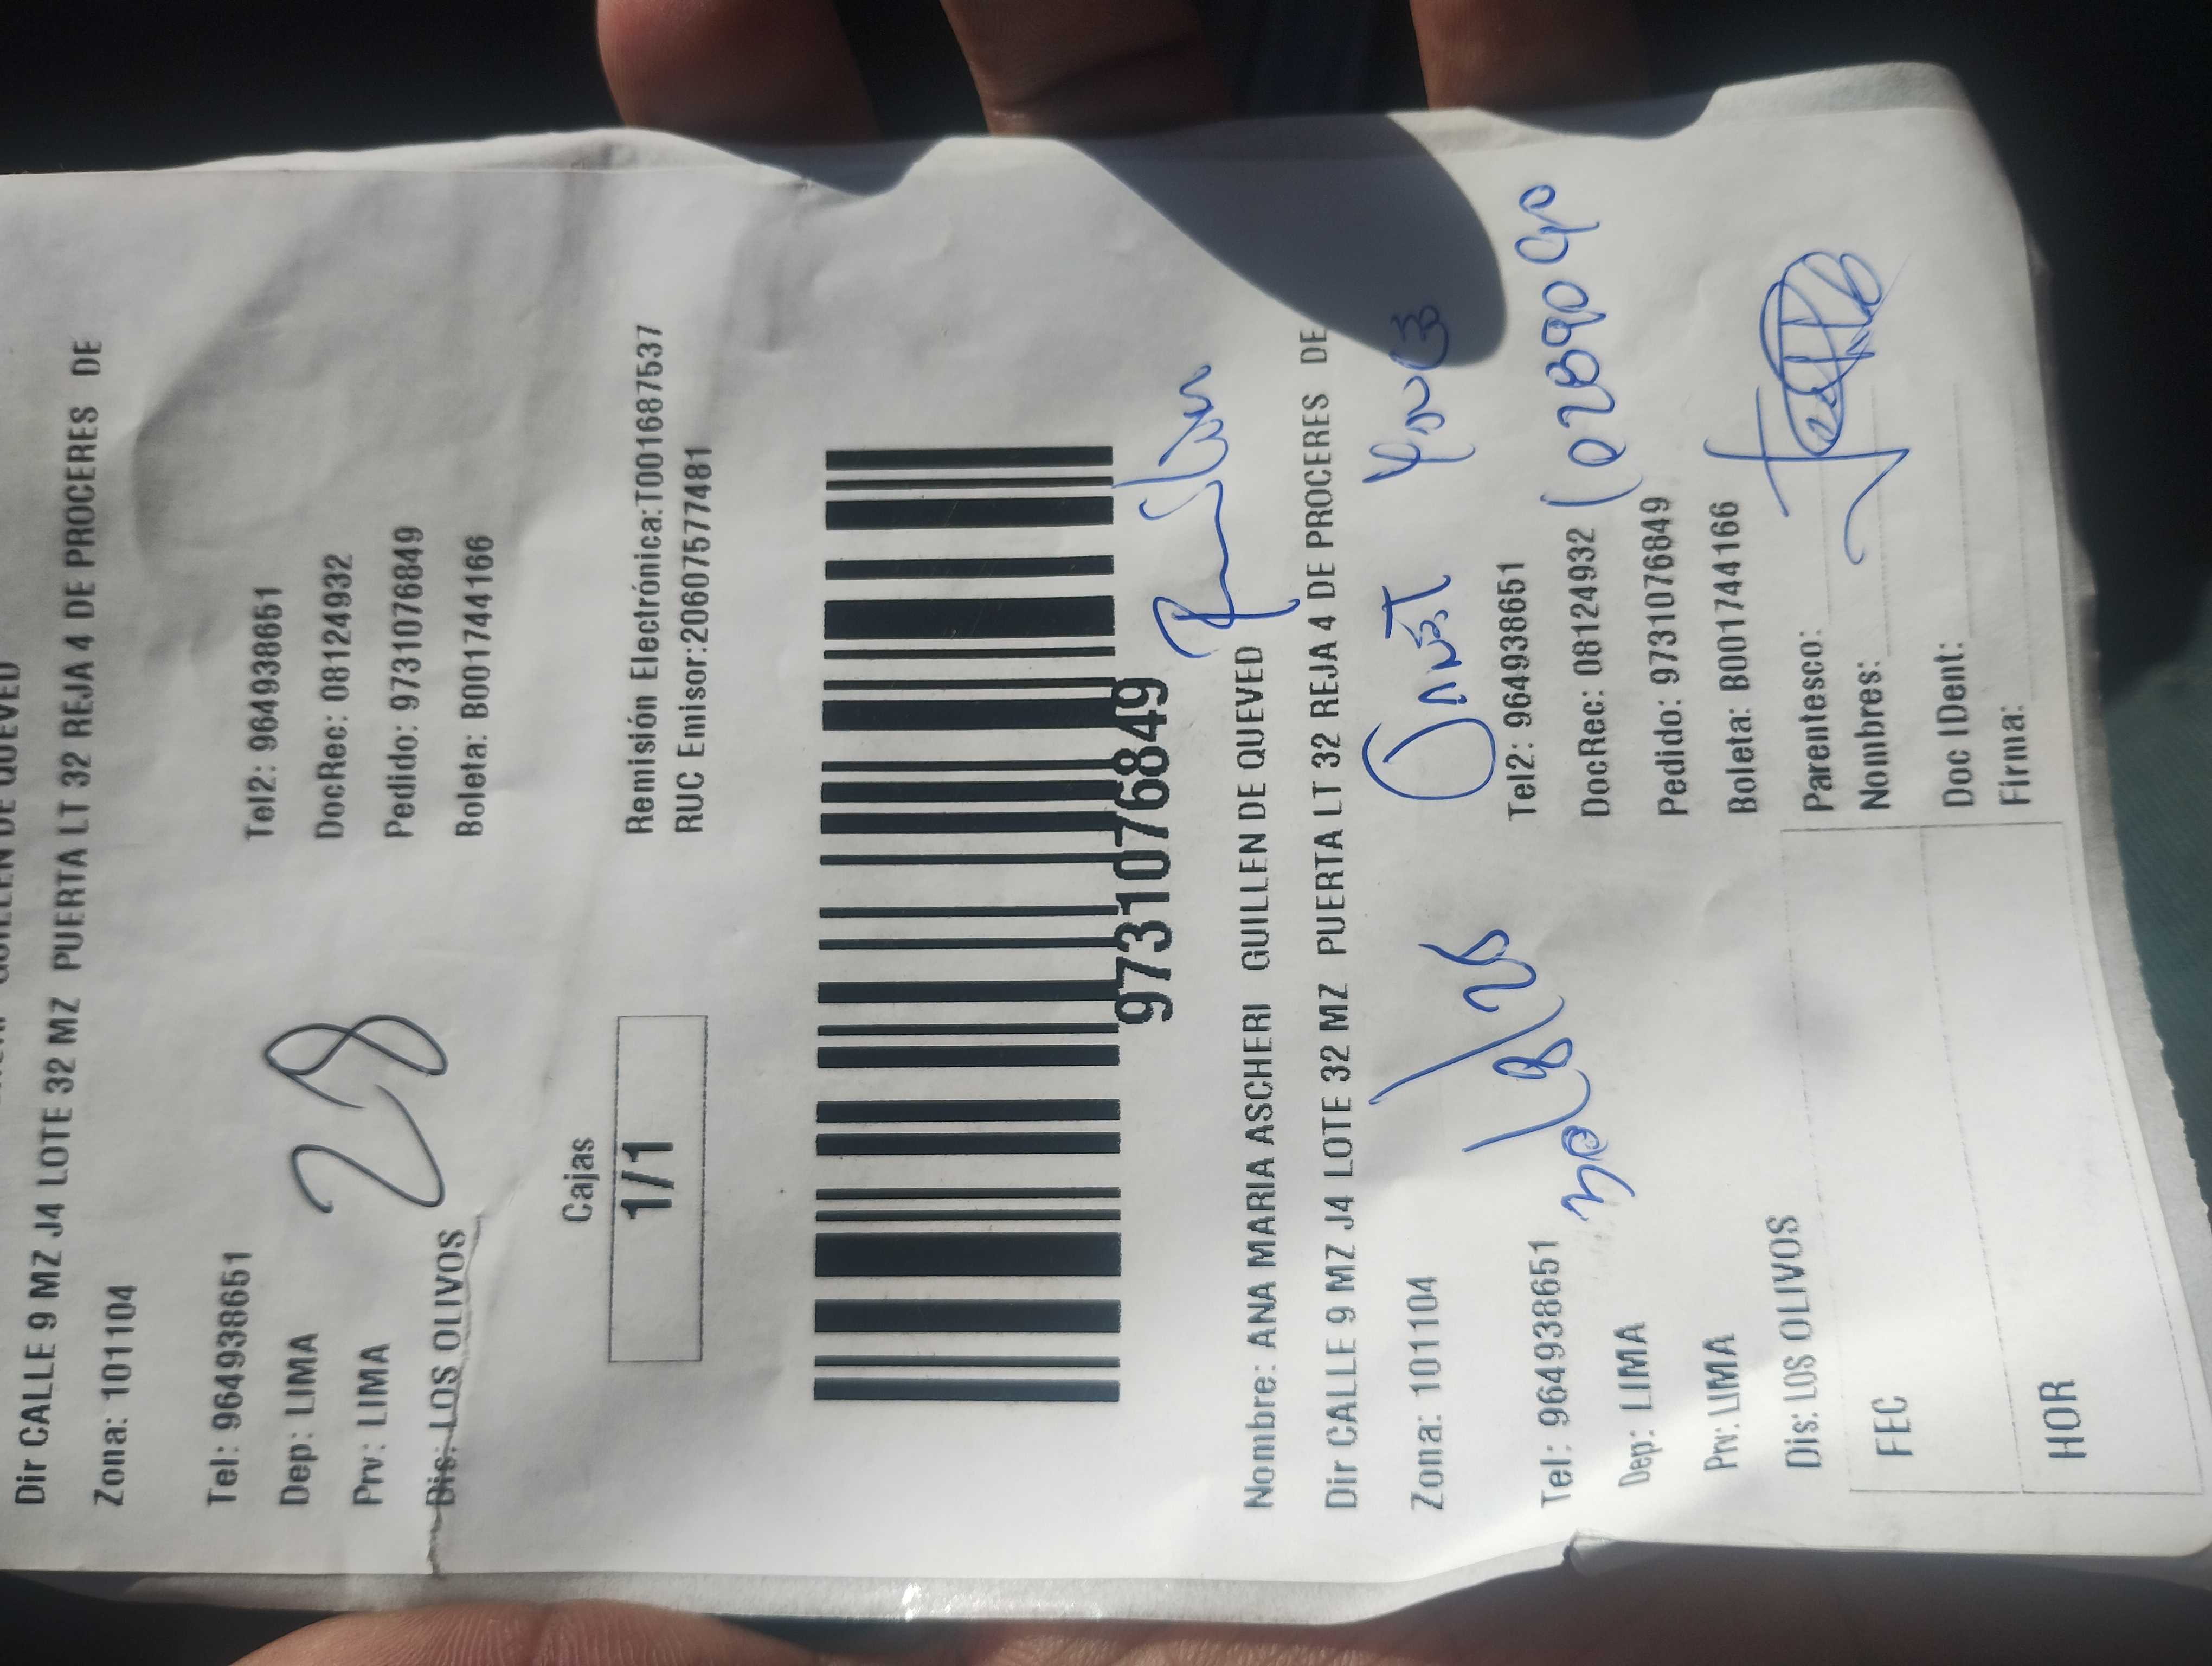 Dir CALLE 9 MZ J4 LOTE 32 MZ PUERTA LT 32 REJA 4 DE PROCERES DE
Zona: 101104
Tel: 964938651 Tel2: 964938651
Dep: LIMA DocRec: 08124932
28
Prv: LIMA Pedido: 973107076849
Dis: LOS OLIVOS Boleta: B001744166
Cajas
1/1
Remisión Electrónica:T001687537
RUC Emisor:20607577481
973107076849
Nombre: ANA MARIA ASCHERI GUILLEN DE QUEVED
Dir CALLE 9 MZ J4 LOTE 32 MZ PUERTA LT 32 REJA 4 DE PROCERES DE
Zona: 101104
Tel: 964938651 Tel2: 964938651
Dep: LIMA DocRec: 08124932
Prv: LIMA Pedido: 973107076849
Dis: LOS OLIVOS Boleta: B001744166
FEC Parentesco:
Nombres:
HOR Doc IDent:
Firma: